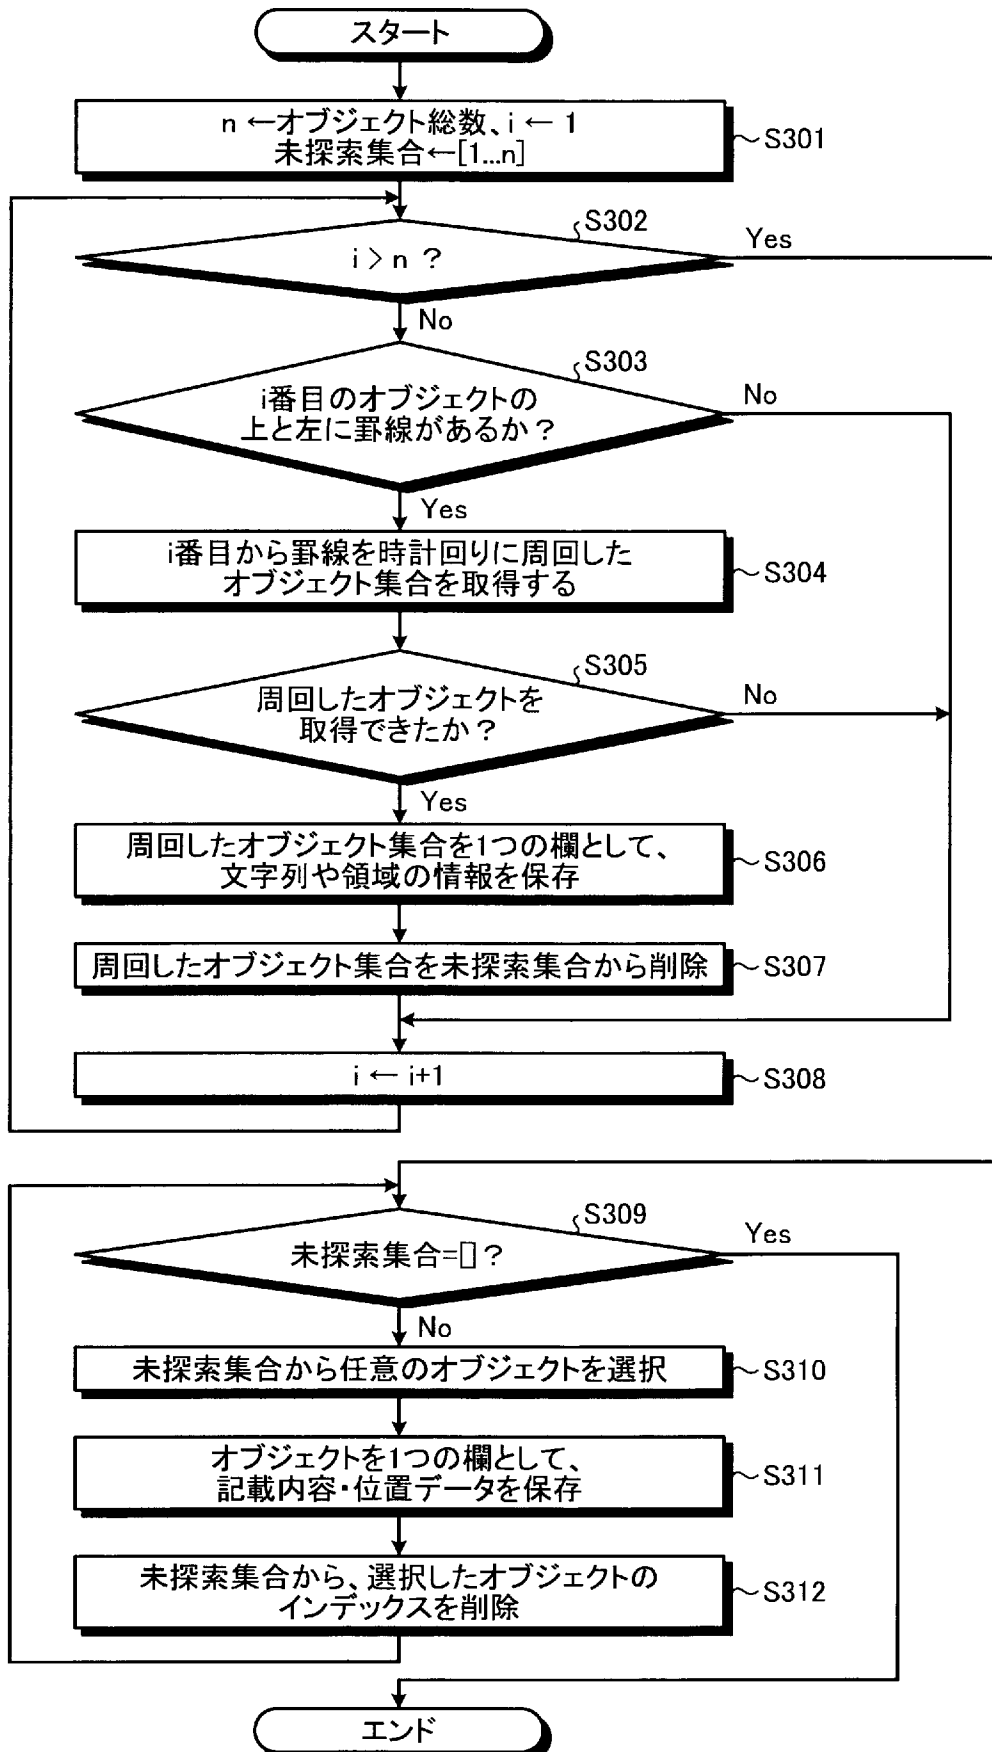 スタート
n ←オブジェクト総数、i ← 1
未探索集合←[1...n]
S301
S302
i > n ?
Yes
No
S303
i番目のオブジェクトの
上と左に罫線があるか？
No
Yes
i番目から罫線を時計回りに周回した
オブジェクト集合を取得する
S304
S305
周回したオブジェクトを
取得できたか？
No
Yes
周回したオブジェクト集合を1つの欄として、
文字列や領域の情報を保存
S306
周回したオブジェクト集合を未探索集合から削除
S307
i ← i+1
S308
S309
未探索集合=[]？
Yes
No
未探索集合から任意のオブジェクトを選択
S310
オブジェクトを1つの欄として、
記載内容・位置データを保存
S311
未探索集合から、選択したオブジェクトの
インデックスを削除
S312
エンド